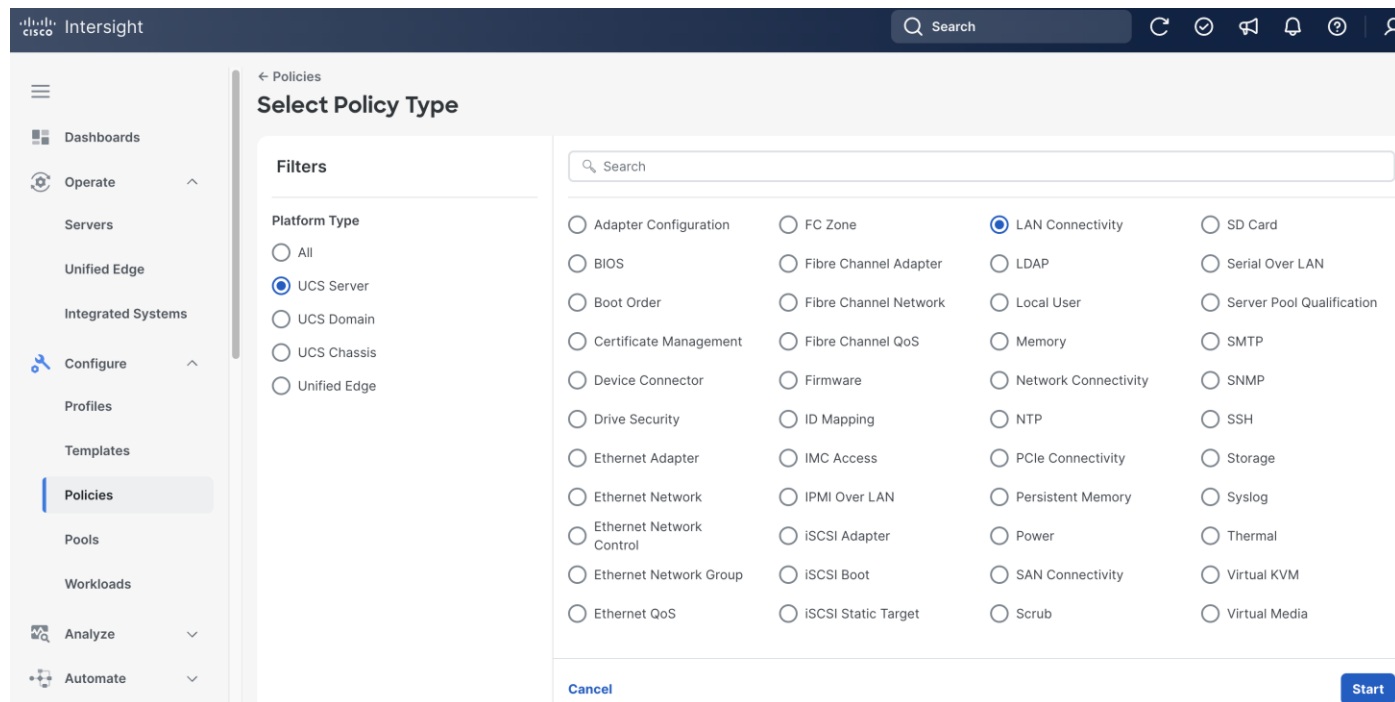 cisco Intersight
Search
Dashboards
Operate
Servers
Unified Edge
Integrated Systems
Configure
Profiles
Templates
Policies
Pools
Workloads
Analyze
Automate
← Policies
Select Policy Type
Filters
Platform Type
All
UCS Server
UCS Domain
UCS Chassis
Unified Edge
Search
Adapter Configuration
BIOS
Boot Order
Certificate Management
Device Connector
Drive Security
Ethernet Adapter
Ethernet Network
Ethernet Network
Control
Ethernet Network Group
Ethernet QoS
FC Zone
Fibre Channel Adapter
Fibre Channel Network
Fibre Channel QoS
Firmware
ID Mapping
IMC Access
IPMI Over LAN
iSCSI Adapter
iSCSI Boot
iSCSI Static Target
LAN Connectivity
LDAP
Local User
Memory
Network Connectivity
NTP
PCIe Connectivity
Persistent Memory
Power
SAN Connectivity
Scrub
SD Card
Serial Over LAN
Server Pool Qualification
SMTP
SNMP
SSH
Storage
Syslog
Thermal
Virtual KVM
Virtual Media
Cancel
Start